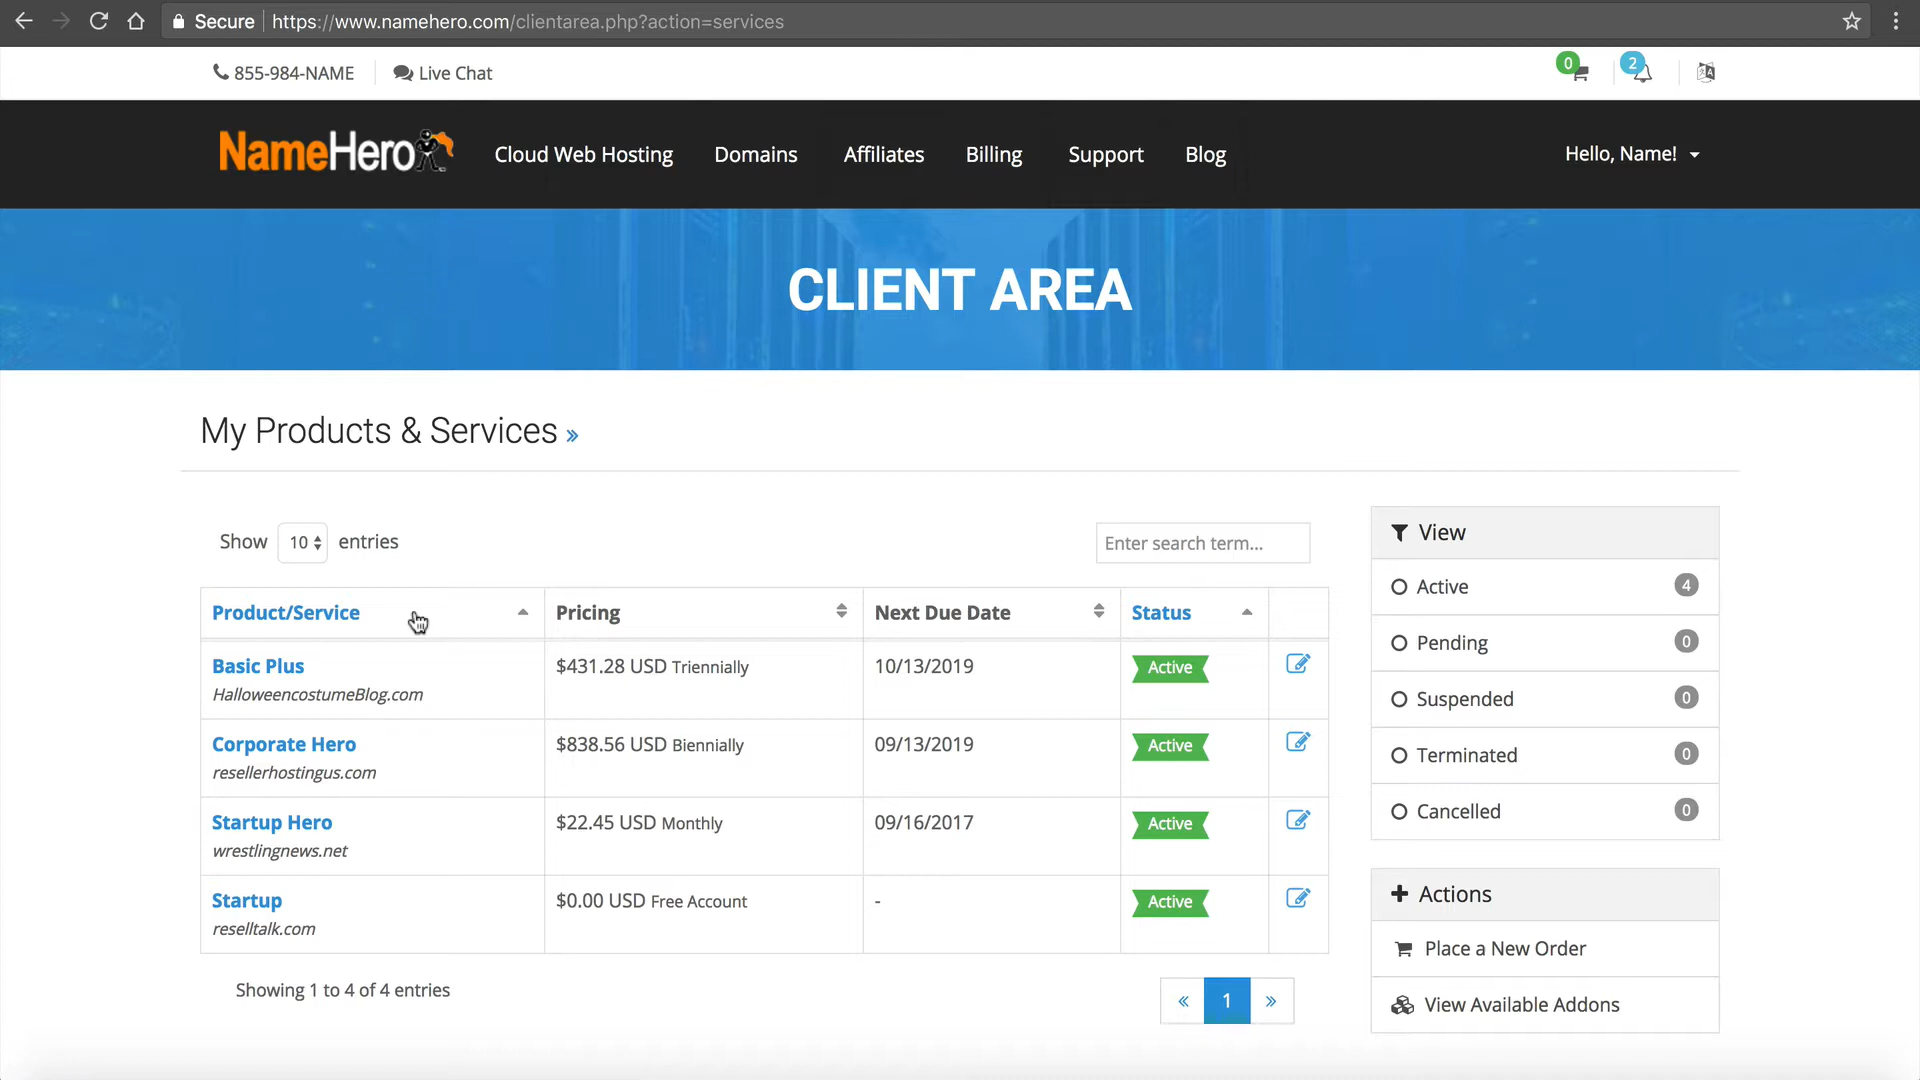 Secure https://www.namehero.com/clientarea.php?action=services
855-984-NAME Live Chat 0 2
NameHero Cloud Web Hosting Domains Affiliates Billing Support Blog Hello, Name!
CLIENT AREA
My Products & Services »
Show 10 entries Enter search term...
Product/Service Pricing Next Due Date Status
Basic Plus $431.28 USD Triennially 10/13/2019 Active
HalloweencostumeBlog.com
Corporate Hero $838.56 USD Biennially 09/13/2019 Active
resellerhostingus.com
Startup Hero $22.45 USD Monthly 09/16/2017 Active
wrestlingnews.net
Startup $0.00 USD Free Account - Active
reselltalk.com
Showing 1 to 4 of 4 entries
« 1 »
View
Active 4
Pending 0
Suspended 0
Terminated 0
Cancelled 0
Actions
Place a New Order
View Available Addons